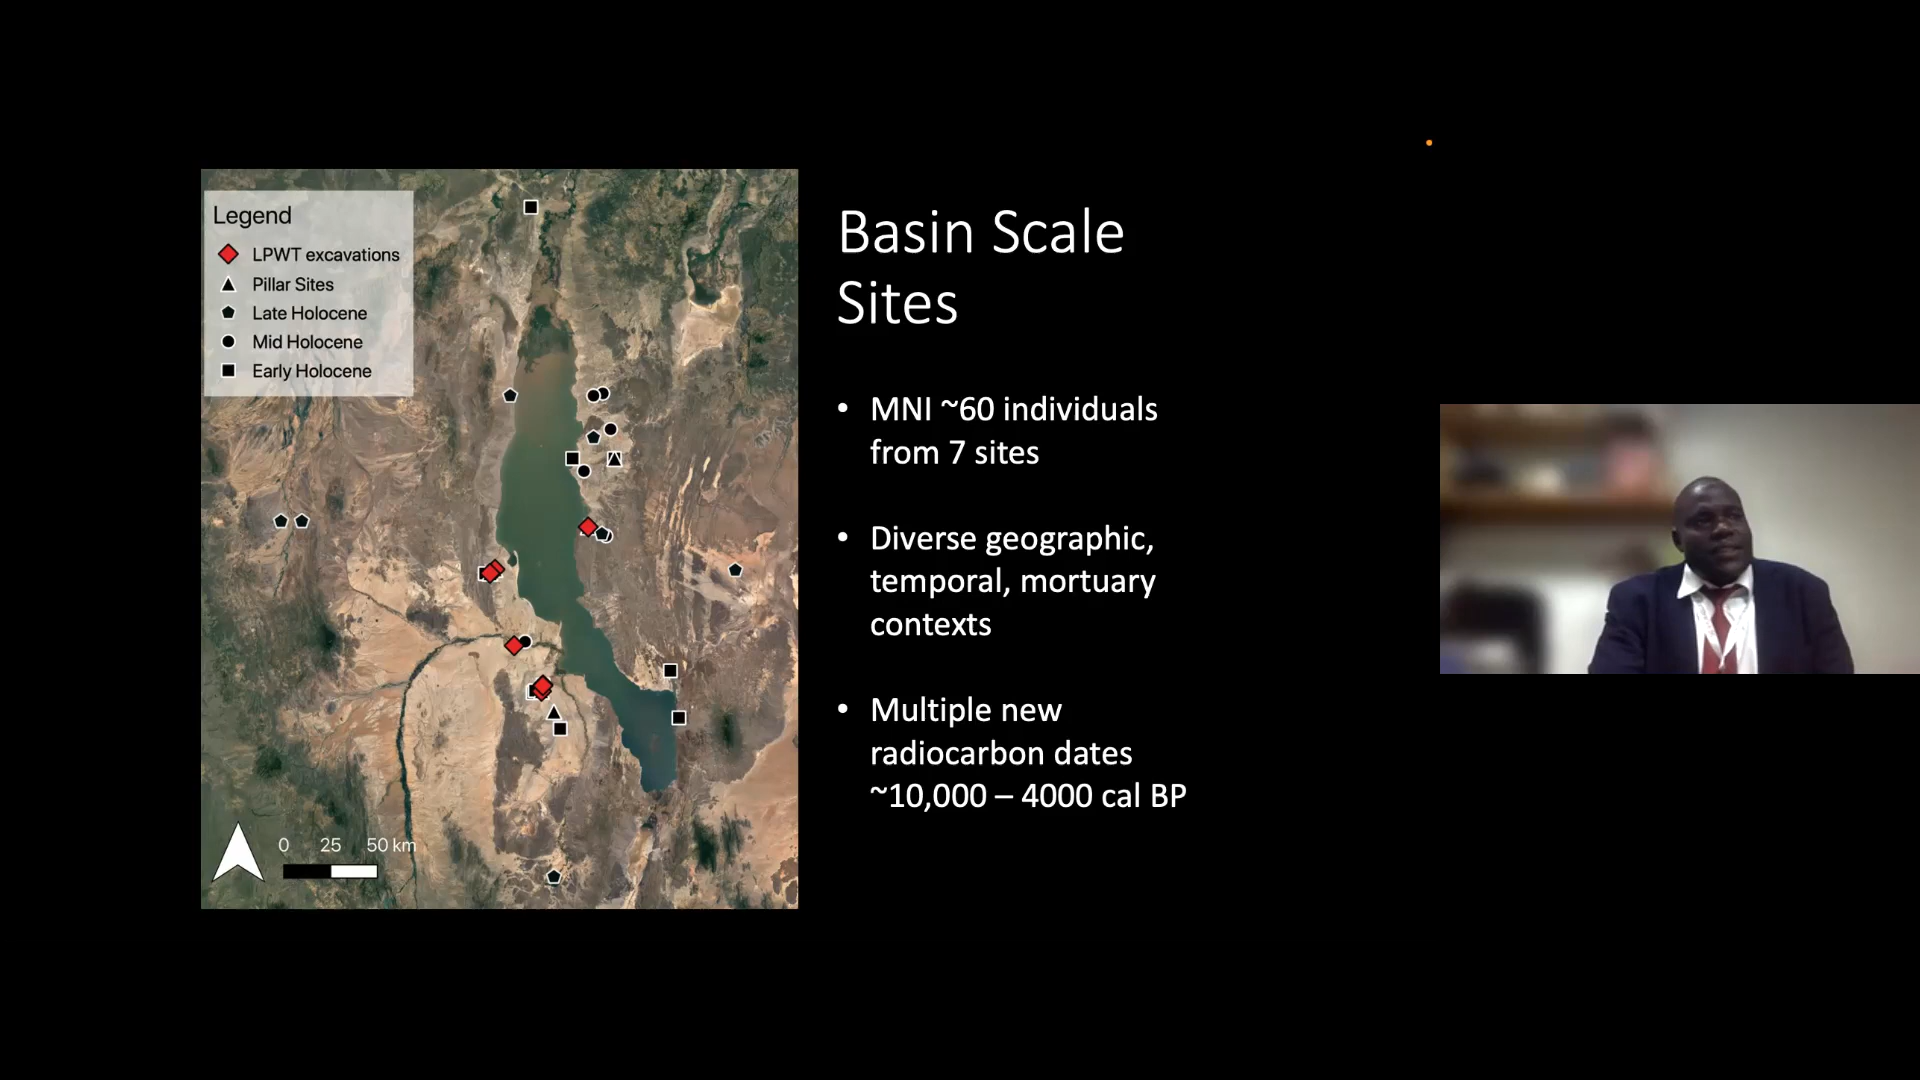 Legend
LPWT excavations
Pillar Sites
Late Holocene
Mid Holocene
Early Holocene
0 25 50 km
Basin Scale
Sites
• MNI ~60 individuals
from 7 sites
• Diverse geographic,
temporal, mortuary
contexts
• Multiple new
radiocarbon dates
~10,000 – 4000 cal BP